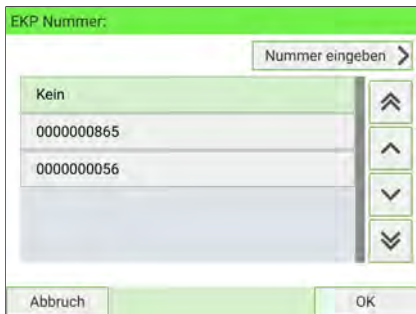 EKP Nummer:
Nummer eingeben
Kein
0000000865
0000000056
Abbruch
OK